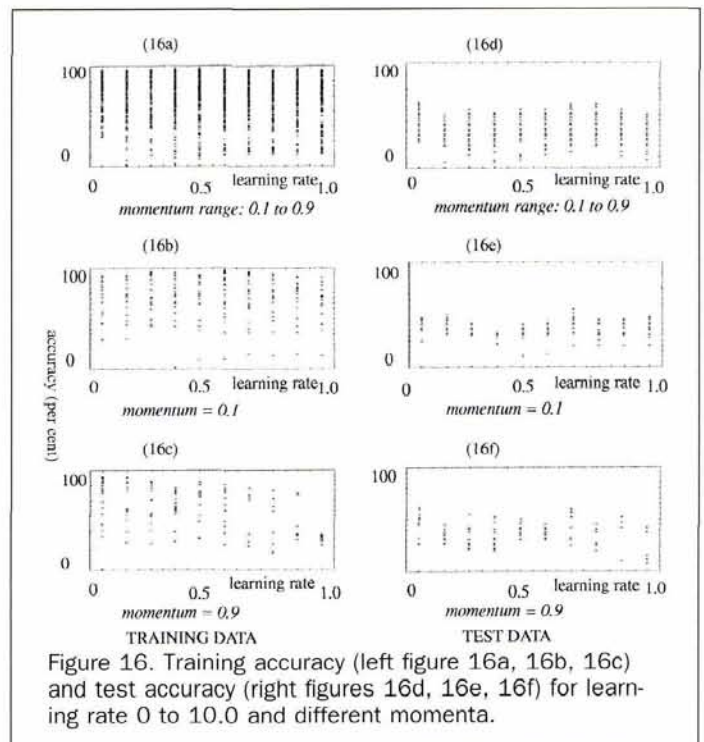 (16a)
100
0
0 0.5 learning rate 1.0
momentum range: 0.1 to 0.9
(16d)
100
0
0 0.5 learning rate 1.0
momentum range: 0.1 to 0.9
(16b)
100
0
0 0.5 learning rate 1.0
momentum = 0.1
(16e)
100
0
0 0.5 learning rate 1.0
momentum = 0.1
accuracy (per cent)
(16c)
100
0
0 0.5 learning rate 1.0
momentum = 0.9
TRAINING DATA
(16f)
100
0
0 0.5 learning rate 1.0
momentum = 0.9
TEST DATA
Figure 16. Training accuracy (left figure 16a, 16b, 16c)
and test accuracy (right figures 16d, 16e, 16f) for learn-
ing rate 0 to 10.0 and different momenta.